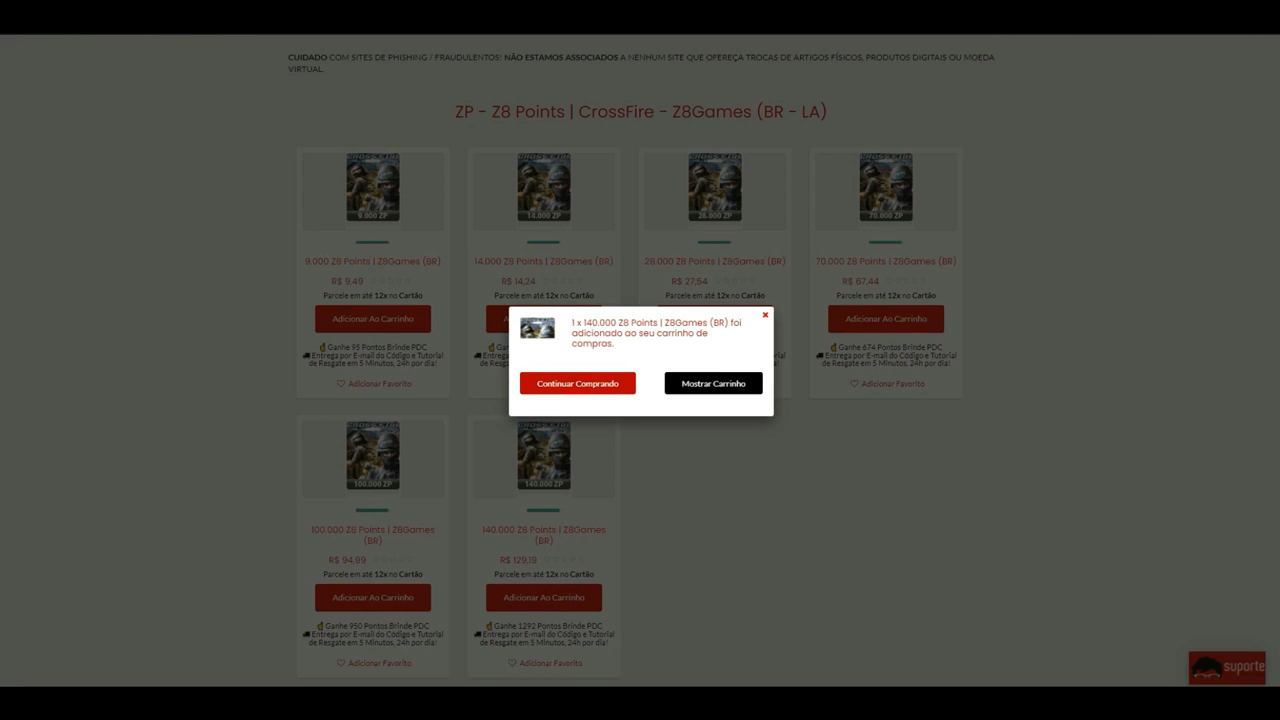 CUIDADO COM SITES DE PHISHING / FRAUDULENTOS! NÃO ESTAMOS ASSOCIADOS A NENHUM SITE QUE OFEREÇA TROCAS DE ARTIGOS FÍSICOS, PRODUTOS DIGITAIS OU MOEDA
VIRTUAL.
ZP - Z8 Points | CrossFire - Z8Games (BR - LA)
CROSSFIRE
9.000 ZP
9.000 Z8 Points | Z8Games (BR)
R$ 9,49
Parcele em até 12x no Cartão
Adicionar Ao Carrinho
Ganhe 95 Pontos Brinde PDC
Entrega por E-mail do Código e Tutorial
de Resgate em 5 Minutos, 24h por dia!
Adicionar Favorito
CROSSFIRE
14.000 ZP
14.000 Z8 Points | Z8Games (BR)
R$ 14,24
Parcele em até 12x no Cartão
CROSSFIRE
28.000 ZP
28.000 Z8 Points | Z8Games (BR)
Parcele em até 12x no Cartão
CROSSFIRE
70.000 ZP
70.000 Z8 Points | Z8Games (BR)
R$ 67,44
Parcele em até 12x no Cartão
Adicionar Ao Carrinho
Ganhe 674 Pontos Brinde PDC
Entrega por E-mail do Código e Tutorial
de Resgate em 5 Minutos, 24h por dia!
Adicionar Favorito
1 x 140.000 Z8 Points | Z8Games (BR) foi
adicionado ao seu carrinho de
compras.
Continuar Comprando
Mostrar Carrinho
CROSSFIRE
100.000 ZP
100.000 Z8 Points | Z8Games
(BR)
R$ 94,99
Parcele em até 12x no Cartão
Adicionar Ao Carrinho
Ganhe 950 Pontos Brinde PDC
Entrega por E-mail do Código e Tutorial
de Resgate em 5 Minutos, 24h por dia!
Adicionar Favorito
CROSSFIRE
140.000 ZP
140.000 Z8 Points | Z8Games
(BR)
R$ 129,19
Parcele em até 12x no Cartão
Adicionar Ao Carrinho
Ganhe 1292 Pontos Brinde PDC
Entrega por E-mail do Código e Tutorial
de Resgate em 5 Minutos, 24h por dia!
Adicionar Favorito
suporte